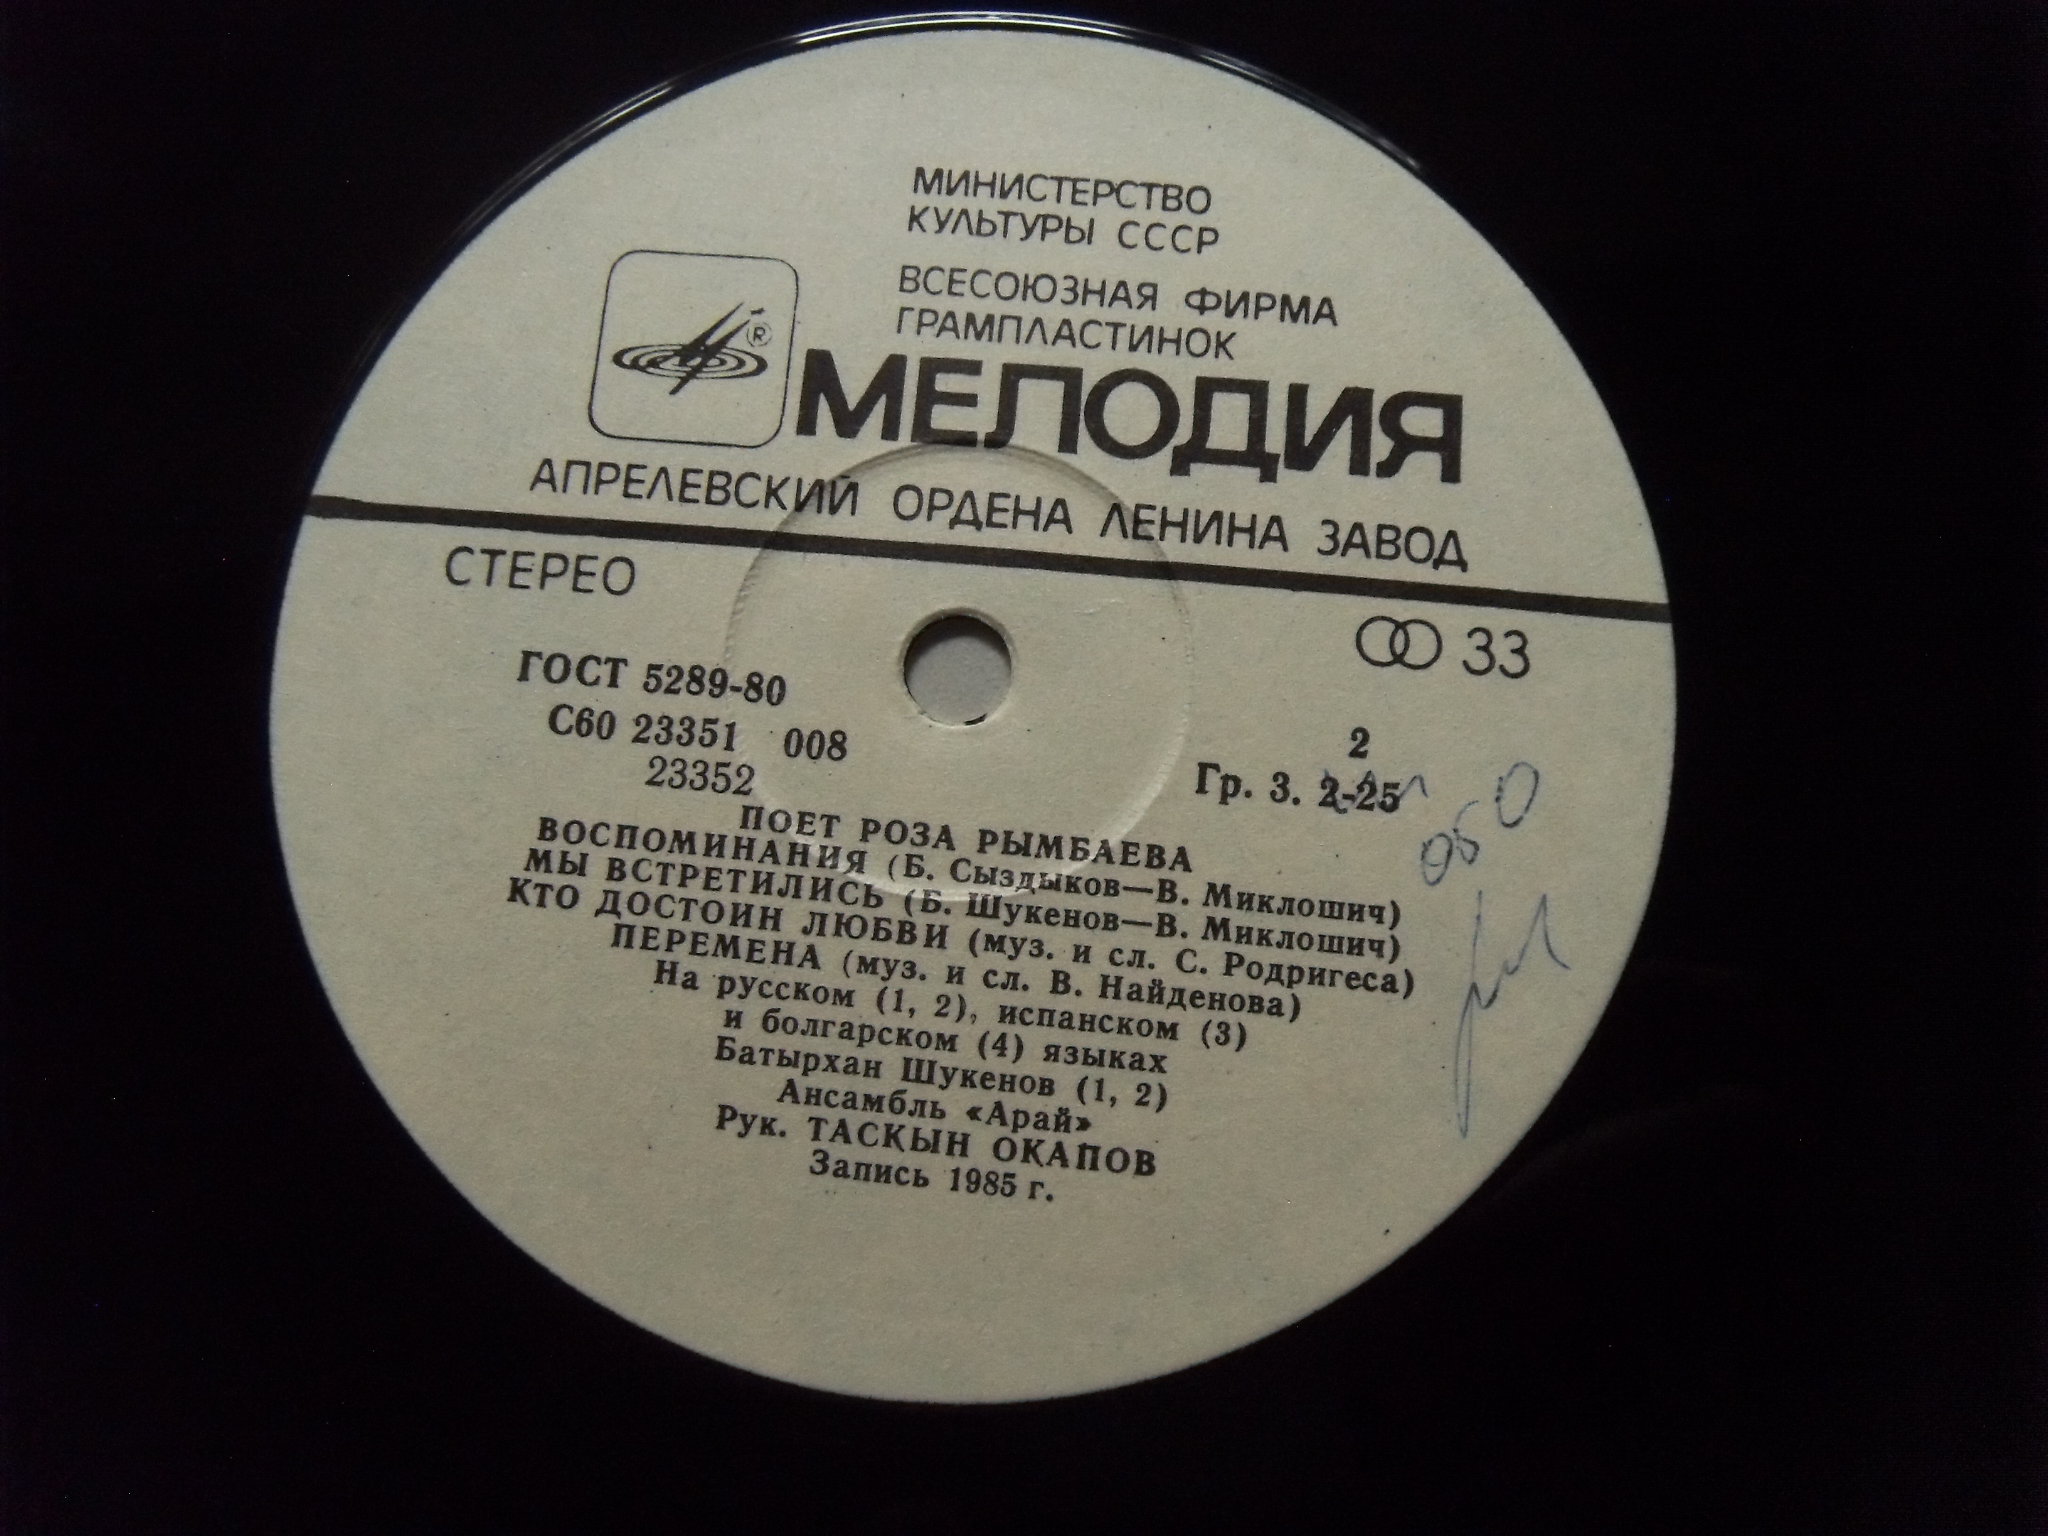 МИНИСТЕРСТВО
КУЛЬТУРЫ СССР
ВСЕСОЮЗНАЯ ФИРМА
ГРАМПЛАСТИНОК
®
МЕЛОДИЯ
АПРЕЛЕВСКИЙ ОРДЕНА ЛЕНИНА ЗАВОД
СТЕРЕО
33
ГОСТ 5289-80
С60 23351 008
23352
2
Гр. 3. 2-25
050
ПОЕТ РОЗА РЫМБАЕВА
ВОСПОМИНАНИЯ (Б. Сыздыков—В. Миклошич)
МЫ ВСТРЕТИЛИСЬ (Б. Шукенов—В. Миклошич)
КТО ДОСТОИН ЛЮБВИ (муз. и сл. С. Родригеса)
ПЕРЕМЕНА (муз. и сл. В. Найденова)
На русском (1, 2), испанском (3)
и болгарском (4) языках
Батырхан Шукенов (1, 2)
Ансамбль «Арай»
Рук. ТАСҚЫН ОҚАПОВ
Запись 1985 г.